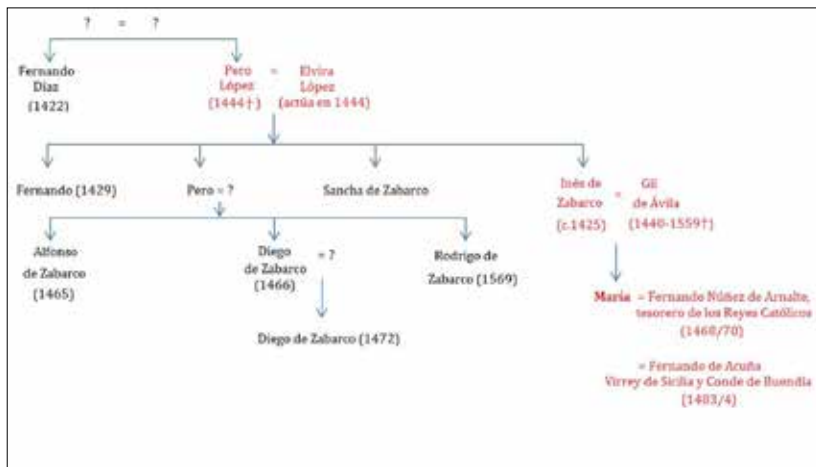 ? = ?
Fernando
Díaz
(1422)
Pero
López
(1444†)
=
Elvira
López
(actúa en 1444)
Fernando (1429)
Pero = ?
Sancha de Zabarco
Inés de
Zabarco
(c.1425)
=
Gil
de Ávila
(1440-1559†)
Alfonso
de Zabarco
(1465)
Diego
de Zabarco
(1466)
= ?
Rodrigo de
Zabarco (1569)
Diego de Zabarco (1472)
María = Fernando Núñez de Arnalte,
tesorero de los Reyes Católicos
(1468/70)
= Fernando de Acuña
Virrey de Sicilia y Conde de Buendía
(1483/4)